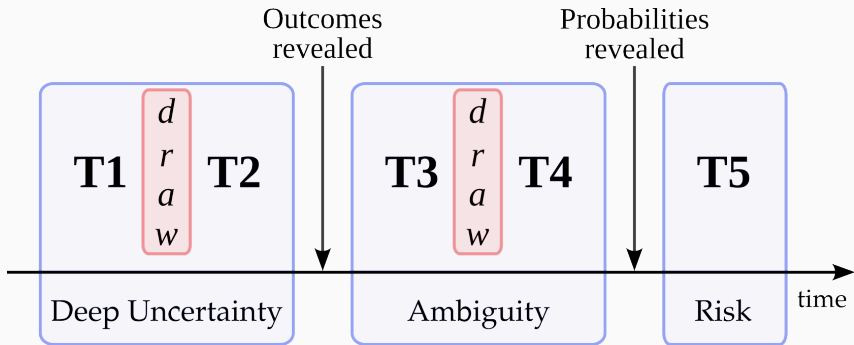 Outcomes
revealed
Probabilities
revealed
T1
d
r
a
w
T2
T3
d
r
a
w
T4
T5
Deep Uncertainty
Ambiguity
Risk
time